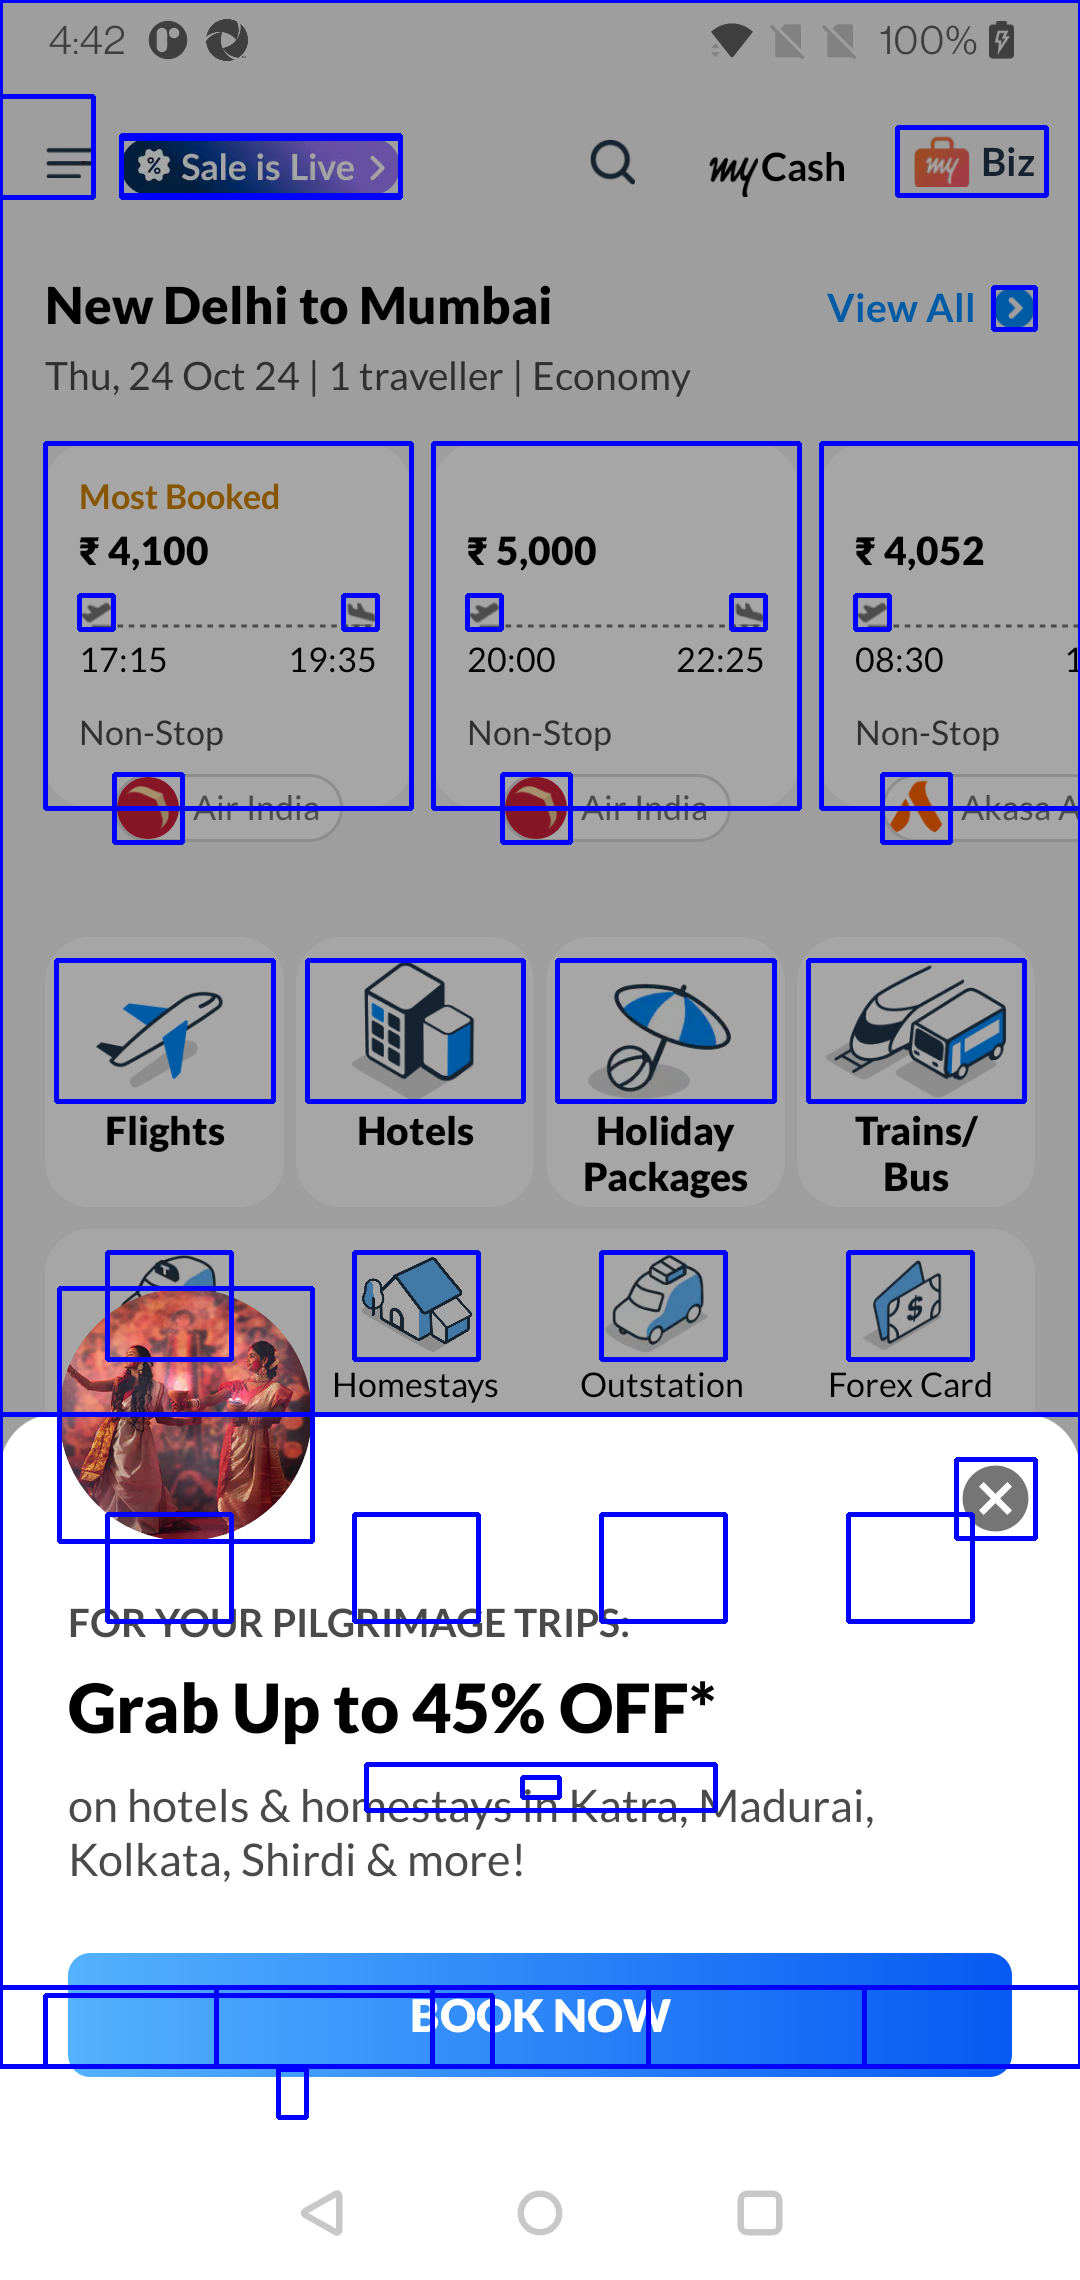 4:42 100%
Sale is Live my Cash my Biz
New Delhi to Mumbai View All
Thu, 24 Oct 24 | 1 traveller | Economy
Most Booked
₹ 4,100 ₹ 5,000 ₹ 4,052
17:15 19:35 20:00 22:25 08:30 1
Non-Stop Non-Stop Non-Stop
Air India Air India Akasa A
Flights Hotels Holiday Packages Trains/ Bus
Homestays Outstation Forex Card
FOR YOUR PILGRIMAGE TRIPS:
Grab Up to 45% OFF*
on hotels & homestays in Katra, Madurai,
Kolkata, Shirdi & more!
BOOK NOW